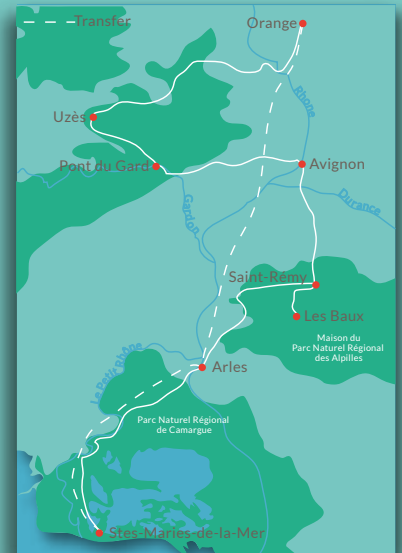 Transfer
Orange
Rhone
Uzès
Pont du Gard
Avignon
Gardon
Durance
Saint-Rémy
Les Baux
Maison du
Parc Naturel Régional
des Alpilles
Le Petit Rhône
Arles
Parc Naturel Régional
de Camargue
Stes-Maries-de-la-Mer